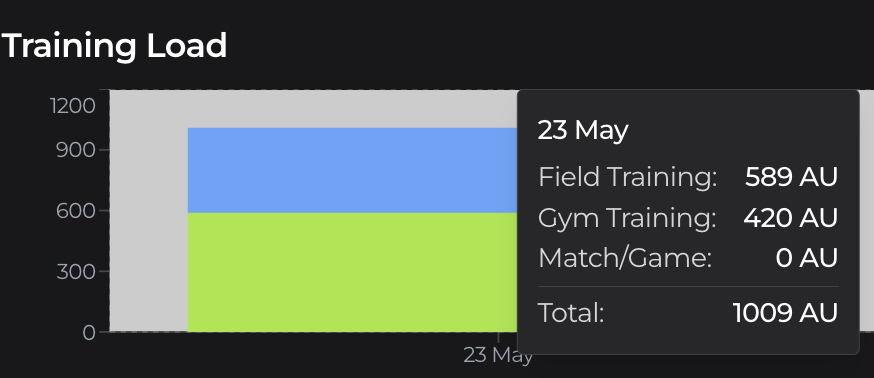 Training Load
1200
900
600
300
0
23 May
23 May
Field Training: 589 AU
Gym Training: 420 AU
Match/Game: 0 AU
Total: 1009 AU